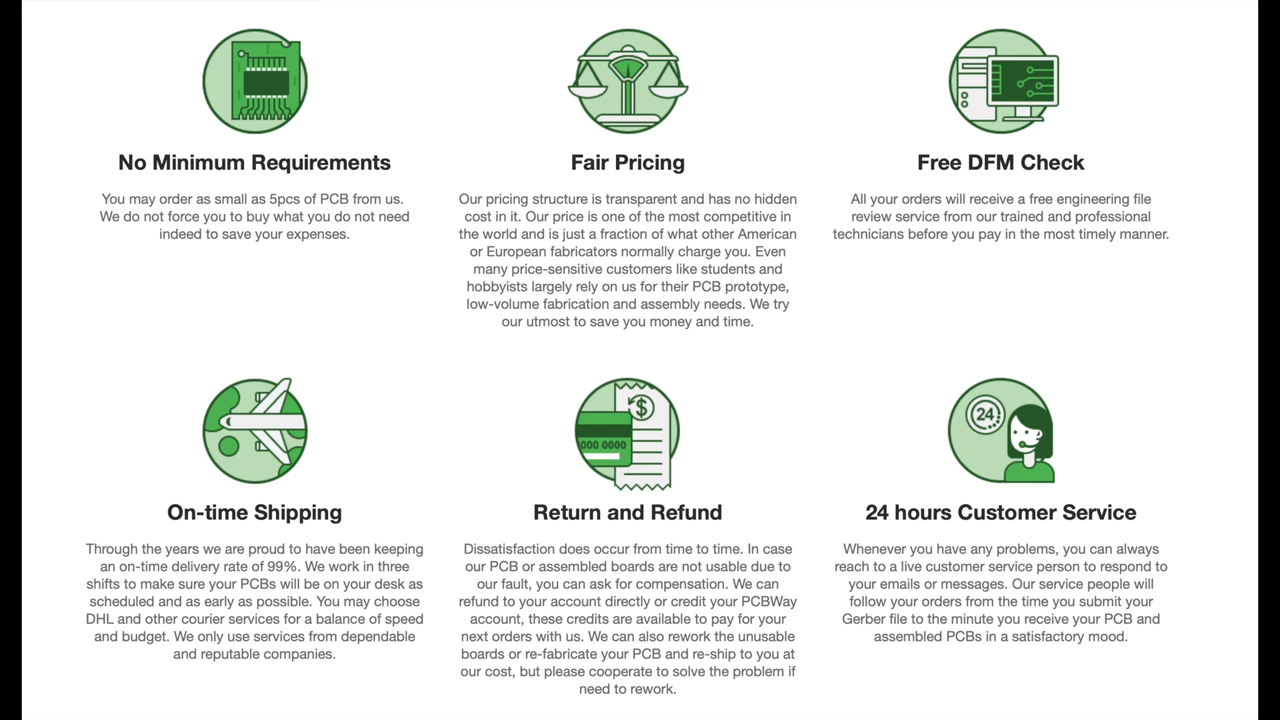 No Minimum Requirements
You may order as small as 5pcs of PCB from us.
We do not force you to buy what you do not need
indeed to save your expenses.
Fair Pricing
Our pricing structure is transparent and has no hidden
cost in it. Our price is one of the most competitive in
the world and is just a fraction of what other American
or European fabricators normally charge you. Even
many price-sensitive customers like students and
hobbyists largely rely on us for their PCB prototype,
low-volume fabrication and assembly needs. We try
our utmost to save you money and time.
Free DFM Check
All your orders will receive a free engineering file
review service from our trained and professional
technicians before you pay in the most timely manner.
On-time Shipping
Through the years we are proud to have been keeping
an on-time delivery rate of 99%. We work in three
shifts to make sure your PCBs will be on your desk as
scheduled and as early as possible. You may choose
DHL and other courier services for a balance of speed
and budget. We only use services from dependable
and reputable companies.
$
000 0000
Return and Refund
Dissatisfaction does occur from time to time. In case
our PCB or assembled boards are not usable due to
our fault, you can ask for compensation. We can
refund to your account directly or credit your PCBWay
account, these credits are available to pay for your
next orders with us. We can also rework the unusable
boards or re-fabricate your PCB and re-ship to you at
our cost, but please cooperate to solve the problem if
need to rework.
24
24 hours Customer Service
Whenever you have any problems, you can always
reach to a live customer service person to respond to
your emails or messages. Our service people will
follow your orders from the time you submit your
Gerber file to the minute you receive your PCB and
assembled PCBs in a satisfactory mood.